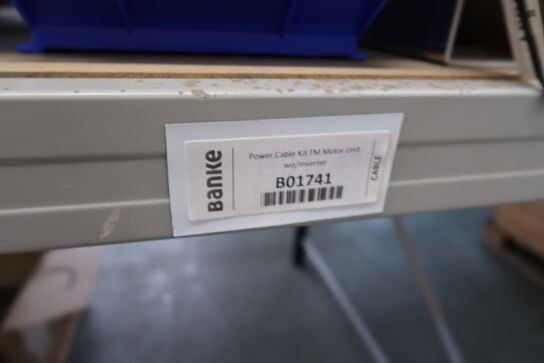 Banke
Power Cable Kit TM Motor Unit
wo/Inverter
B01741
CABLE